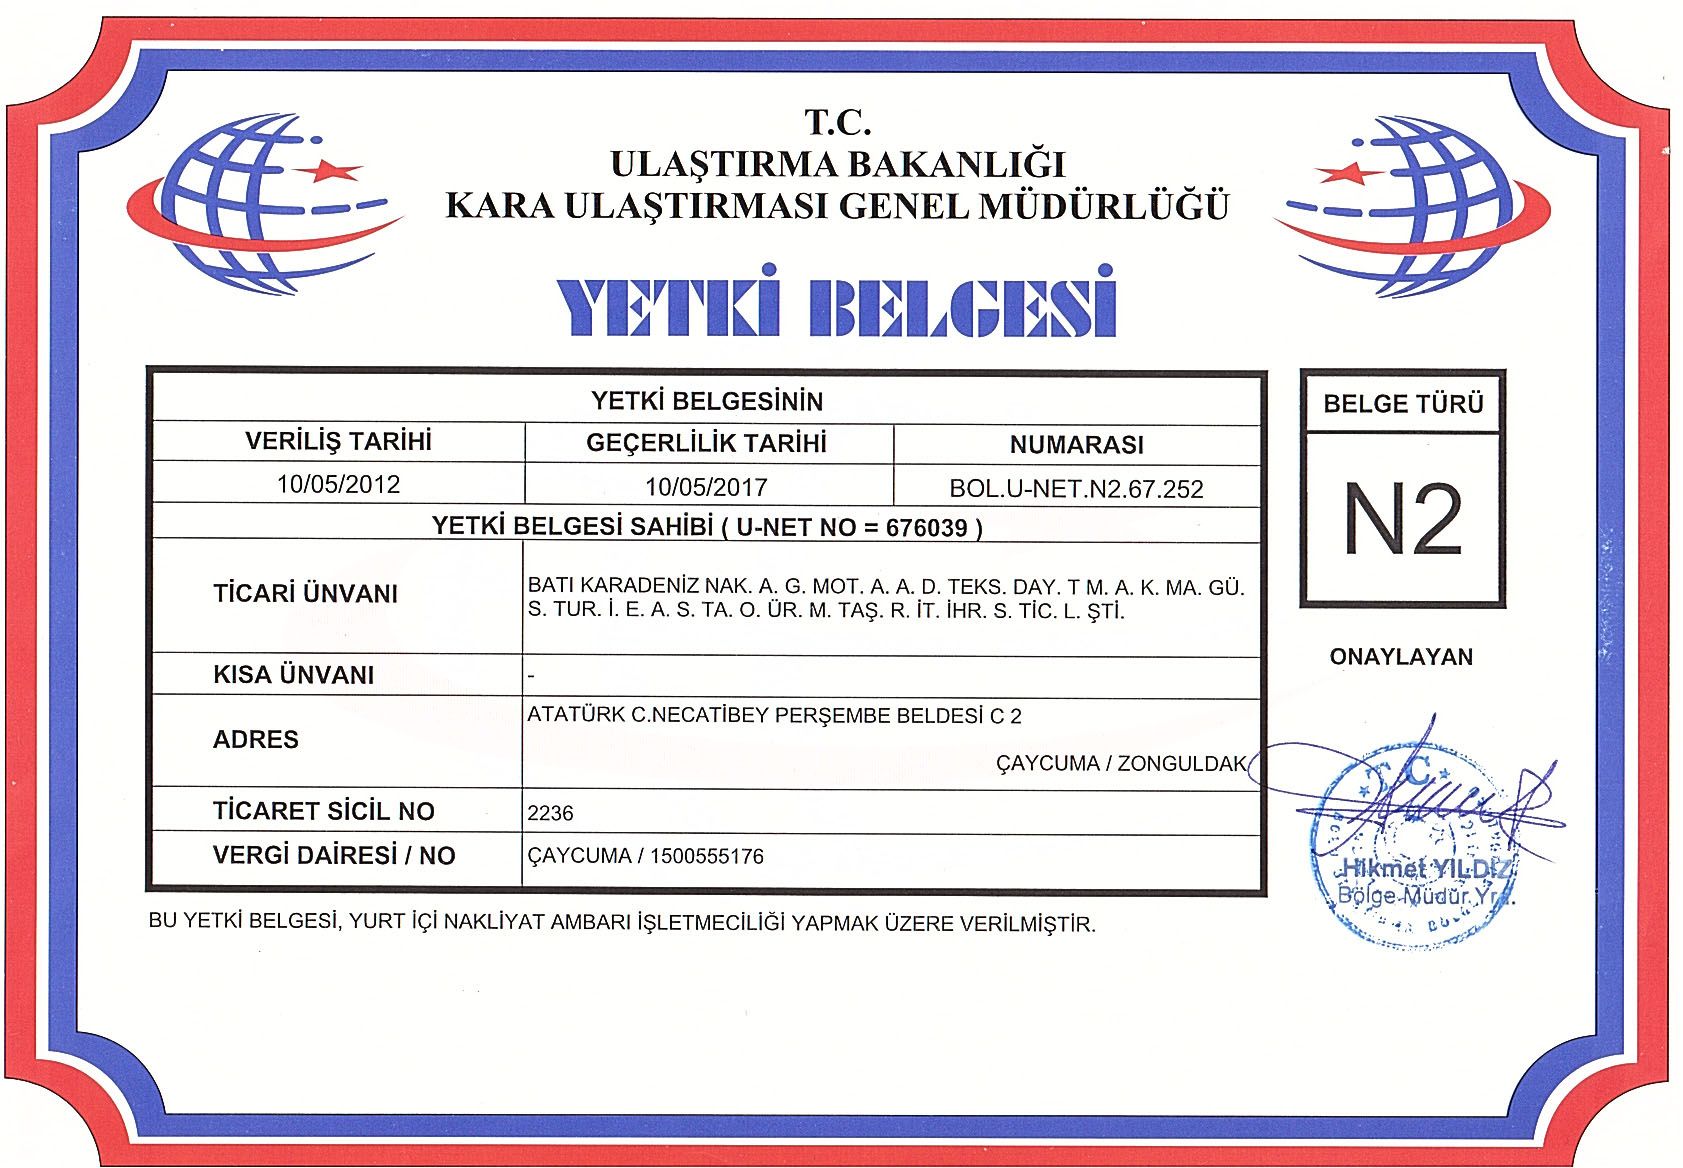 T.C.
ULAŞTIRMA BAKANLIĞI
KARA ULAŞTIRMASI GENEL MÜDÜRLÜĞÜ
YETKİ BELGESİ
YETKİ BELGESİNİN
VERİLİŞ TARİHİ GEÇERLİLİK TARİHİ NUMARASI
10/05/2012 10/05/2017 BOL.U-NET.N2.67.252
YETKİ BELGESİ SAHİBİ ( U-NET NO = 676039 )
TİCARİ ÜNVANI
BATI KARADENİZ NAK. A. G. MOT. A. A. D. TEKS. DAY. T M. A. K. MA. GÜ.
S. TUR. İ. E. A. S. TA. O. ÜR. M. TAŞ. R. İT. İHR. S. TİC. L. ŞTİ.
KISA ÜNVANI -
ADRES
ATATÜRK C.NECATİBEY PERŞEMBE BELDESİ C 2
ÇAYCUMA / ZONGULDAK
TİCARET SİCİL NO 2236
VERGİ DAİRESİ / NO ÇAYCUMA / 1500555176
BU YETKİ BELGESİ, YURT İÇİ NAKLİYAT AMBARI İŞLETMECİLİĞİ YAPMAK ÜZERE VERİLMİŞTİR.
BELGE TÜRÜ
N2
ONAYLAYAN
T.C.
Hikmet YILDIZ
Bölge Müdür Yrd.